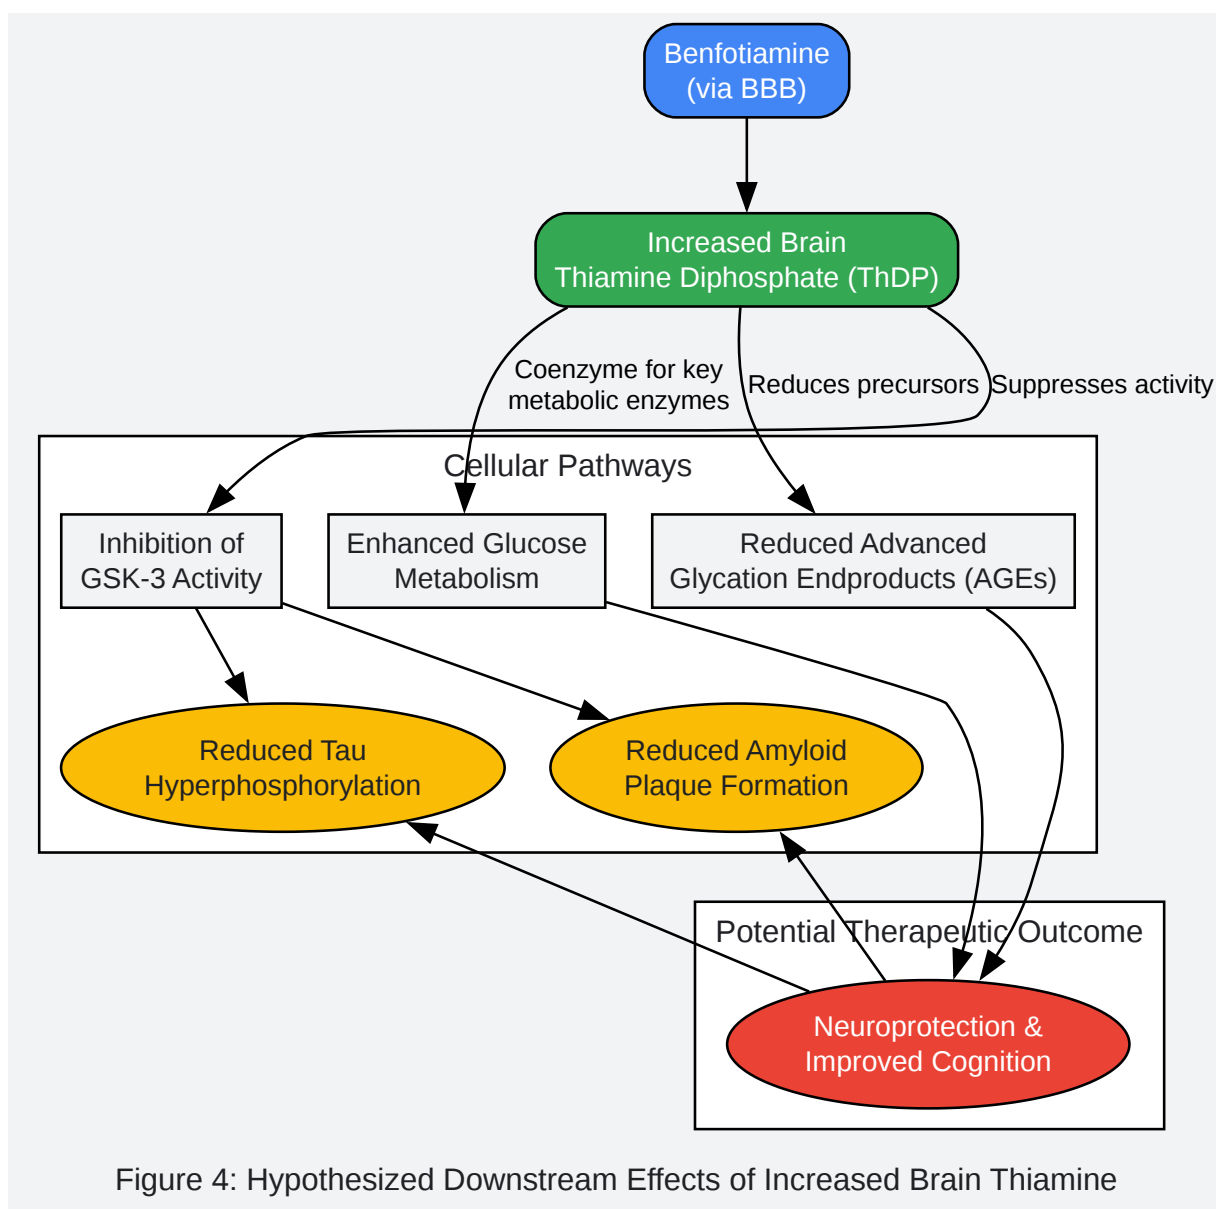 Benfotiamine
(via BBB)
Increased Brain
Thiamine Diphosphate (ThDP)
Coenzyme for key
metabolic enzymes
Reduces precursors
Suppresses activity
Cellular Pathways
Inhibition of
GSK-3 Activity
Enhanced Glucose
Metabolism
Reduced Advanced
Glycation Endproducts (AGEs)
Reduced Tau
Hyperphosphorylation
Reduced Amyloid
Plaque Formation
Potential Therapeutic Outcome
Neuroprotection &
Improved Cognition
Figure 4: Hypothesized Downstream Effects of Increased Brain Thiamine